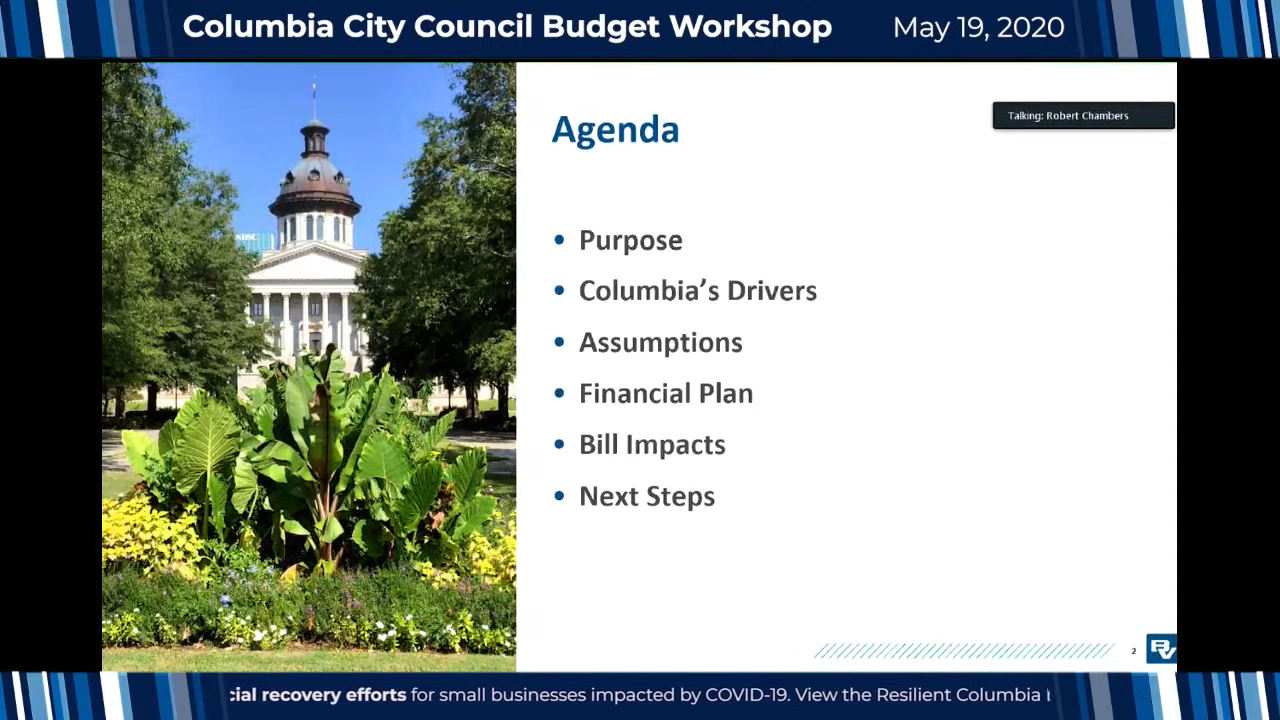 Columbia City Council Budget Workshop May 19, 2020
Talking: Robert Chambers
Agenda
• Purpose
• Columbia’s Drivers
• Assumptions
• Financial Plan
• Bill Impacts
• Next Steps
2
BV
cial recovery efforts for small businesses impacted by COVID-19. View the Resilient Columbia